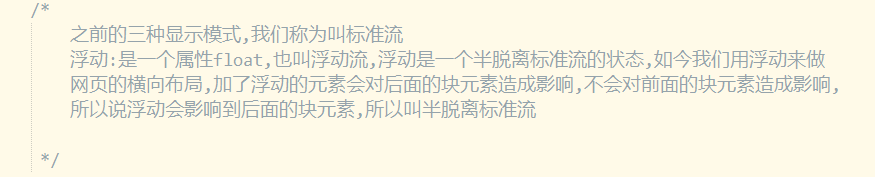 /*
之前的三种显示模式,我们称为叫标准流
浮动:是一个属性float,也叫浮动流,浮动是一个半脱离标准流的状态,如今我们用浮动来做
网页的横向布局,加了浮动的元素会对后面的块元素造成影响,不会对前面的块元素造成影响,
所以说浮动会影响到后面的块元素,所以叫半脱离标准流
*/